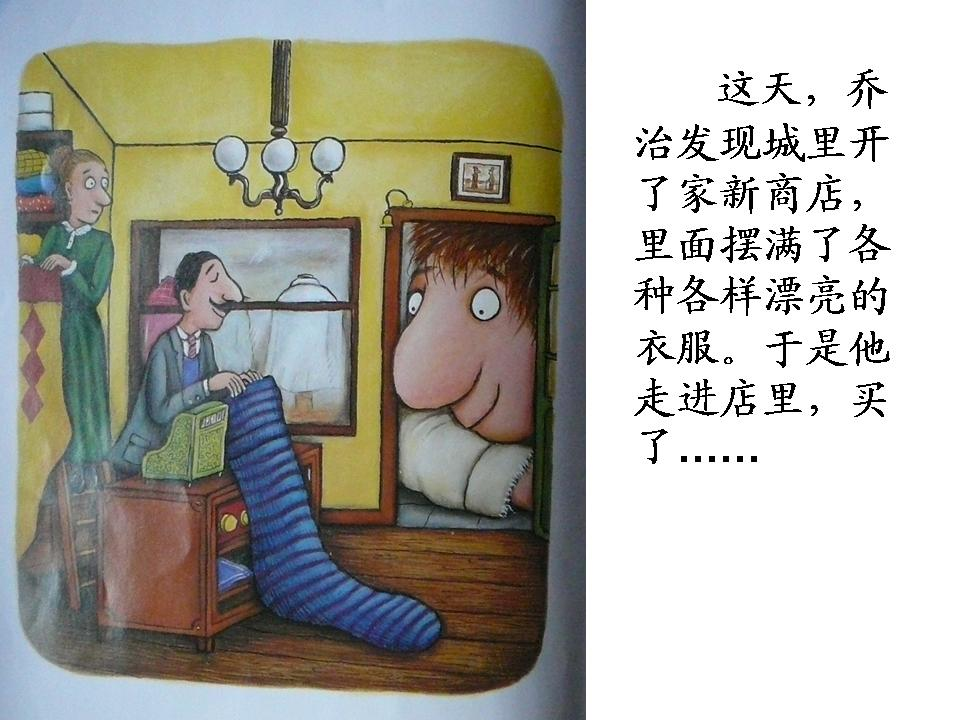 这天，乔
治发现城里开
了家新商店，
里面摆满了各
种各样漂亮的
衣服。于是他
走进店里，买
了……